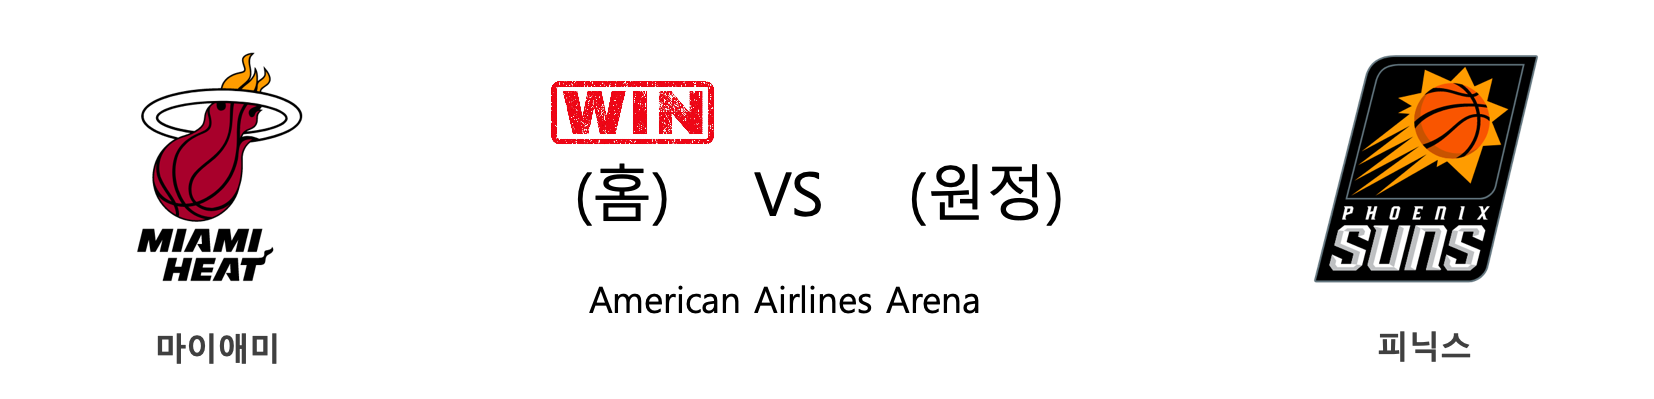 WIN
(홈) VS (원정)
American Airlines Arena
MIAMI
HEAT
마이애미
PHOENIX
SUNS
피닉스